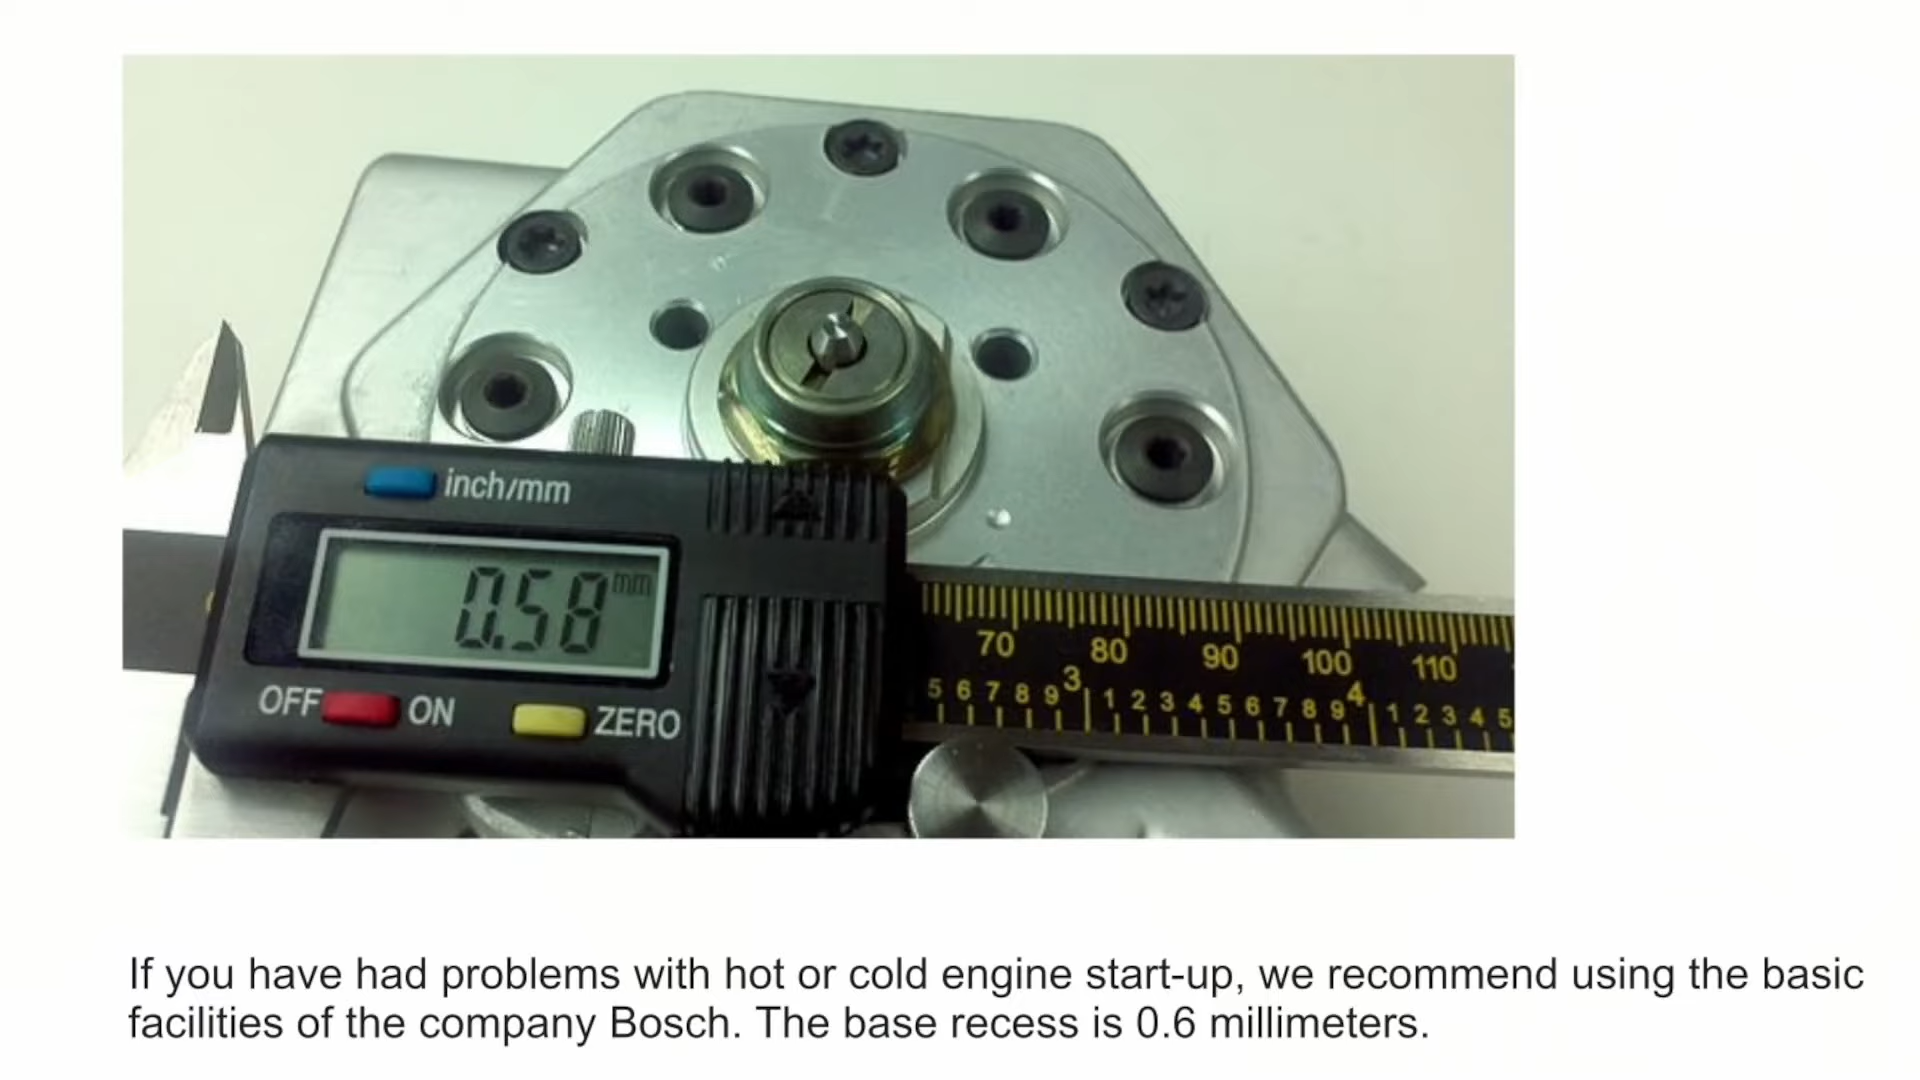 inch/mm
0.58 mm
OFF ON ZERO
70 80 90 100 110
5 6 7 8 9 3 1 2 3 4 5 6 7 8 9 4 1 2 3 4 5
If you have had problems with hot or cold engine start-up, we recommend using the basic
facilities of the company Bosch. The base recess is 0.6 millimeters.